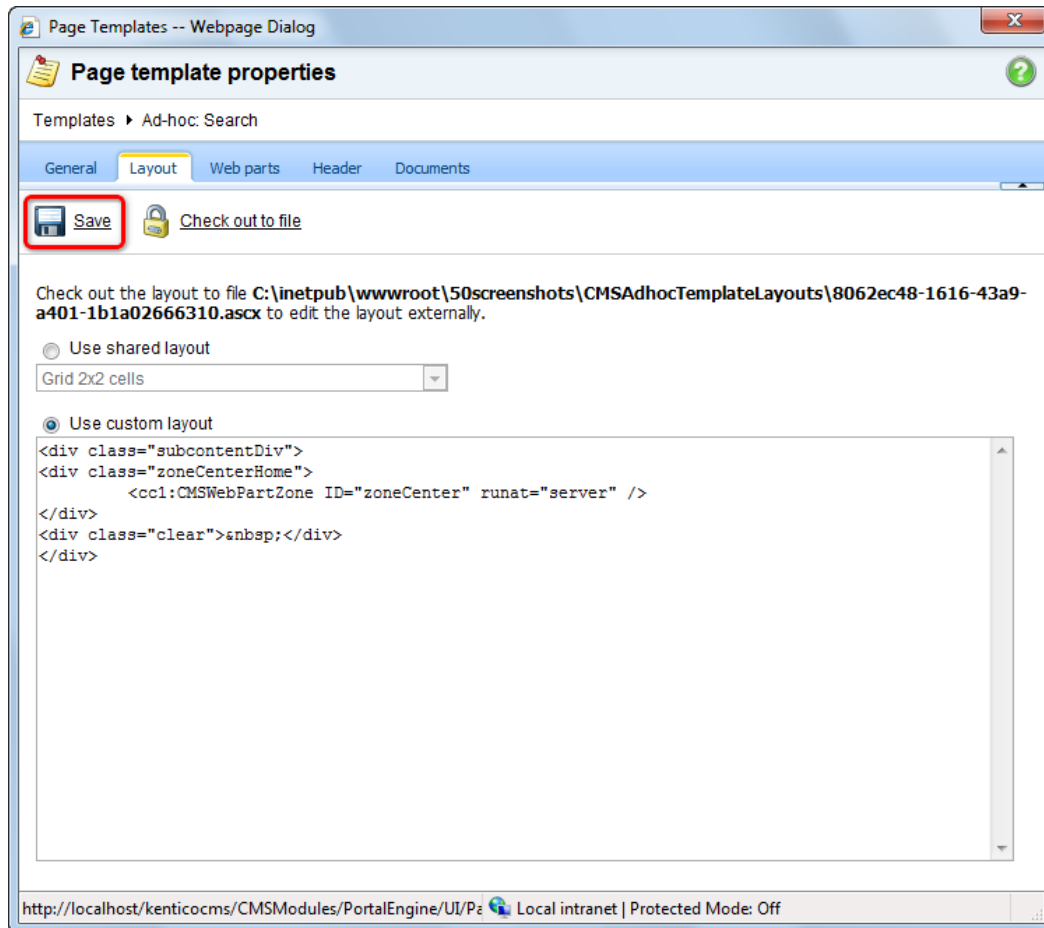 Page Templates -- Webpage Dialog
x
Page template properties
?
Templates ▸ Ad-hoc: Search
General Layout Web parts Header Documents
Save Check out to file
Check out the layout to file C:\inetpub\wwwroot\50screenshots\CMSAdhocTemplateLayouts\8062ec48-1616-43a9-
a401-1b1a02666310.ascx to edit the layout externally.
Use shared layout
Grid 2x2 cells
Use custom layout
<div class="subcontentDiv">
<div class="zoneCenterHome">
<cc1:CMSWebPartZone ID="zoneCenter" runat="server" />
</div>
<div class="clear">&nbsp;</div>
</div>
http://localhost/kenticocms/CMSModules/PortalEngine/UI/Pa Local intranet | Protected Mode: Off